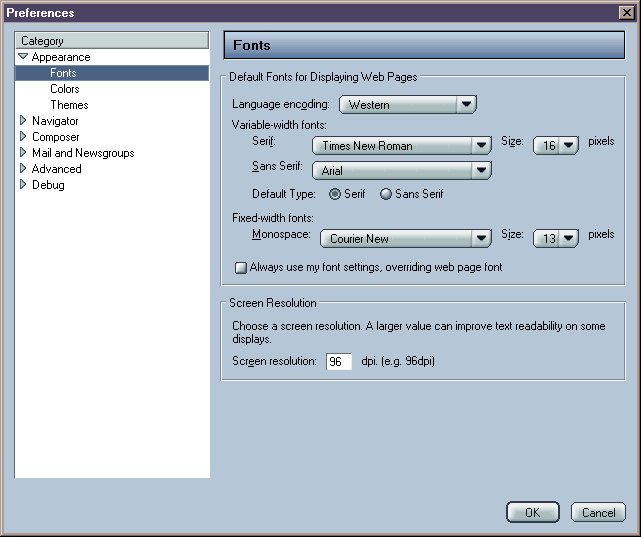 Preferences
Category
Appearance
Fonts
Colors
Themes
Navigator
Composer
Mail and Newsgroups
Advanced
Debug
Fonts
Default Fonts for Displaying Web Pages
Language encoding: Western
Variable-width fonts:
Serif: Times New Roman Size: 16 pixels
Sans Serif: Arial
Default Type: Serif Sans Serif
Fixed-width fonts:
Monospace: Courier New Size: 13 pixels
Always use my font settings, overriding web page font
Screen Resolution
Choose a screen resolution. A larger value can improve text readability on some
displays.
Screen resolution: 96 dpi. (e.g. 96dpi)
OK Cancel